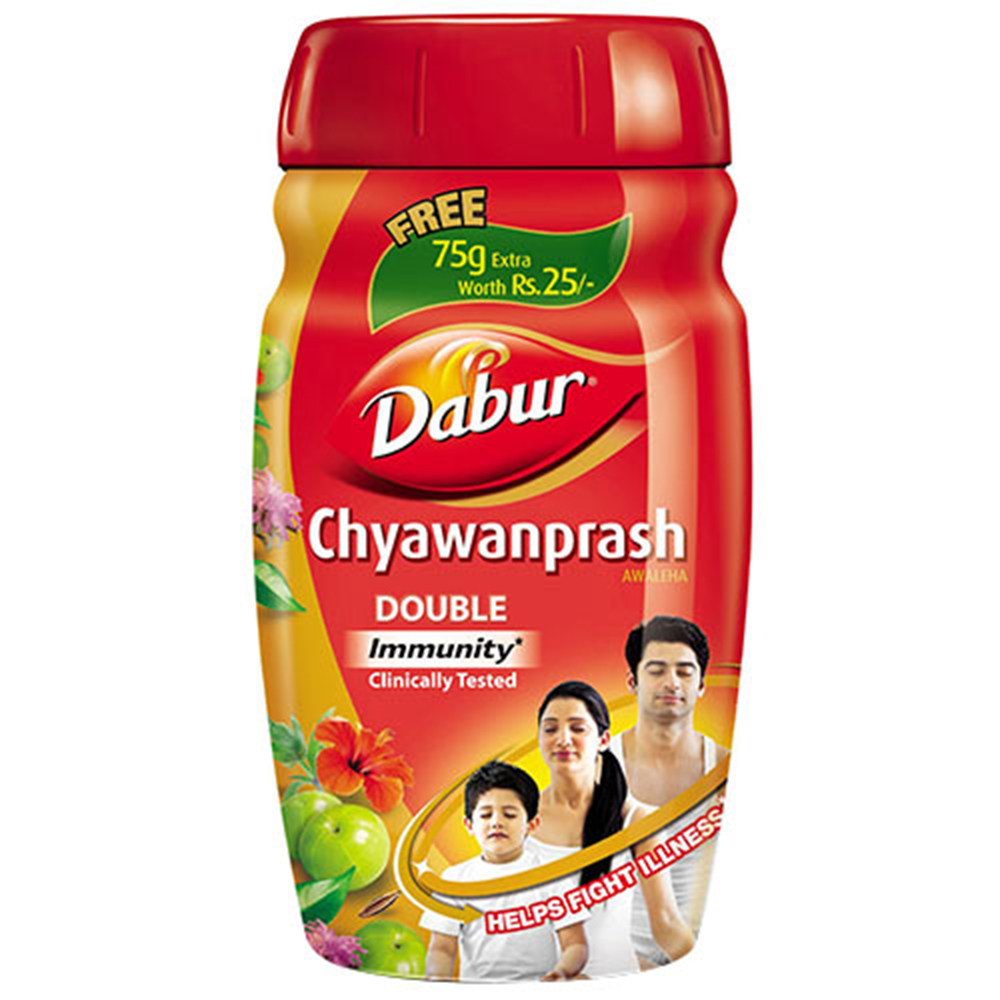 FREE
75g Extra
Worth Rs.25/-
Dabur®
Chyawanprash
AWALEHA
DOUBLE
Immunity*
Clinically Tested
HELPS FIGHT ILLNESS*